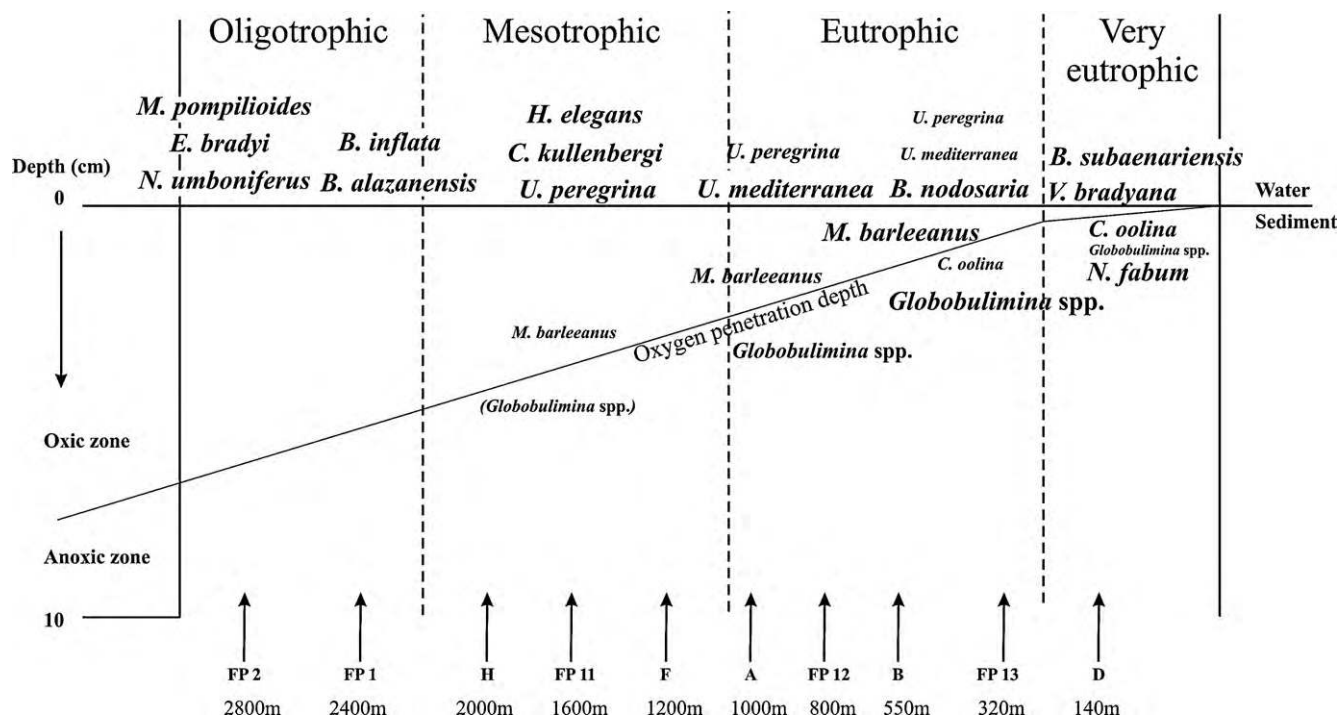 Oligotrophic
Mesotrophic
Eutrophic
Very
eutrophic
M. pompilioides
E. bradyi
N. umboniferus
B. inflata
B. alazanensis
H. elegans
C. kullenbergi
U. peregrina
U. peregrina
U. mediterranea
U. peregrina
U. mediterranea
B. nodosaria
B. subaenariensis
V. bradyana
Depth (cm)
0
Water
Sediment
M. barleeanus
C. oolina
Globobulimina spp.
C. oolina
Globobulimina spp.
N. fabum
M. barleeanus
Oxygen penetration depth
M. barleeanus
Globobulimina spp.
(Globobulimina spp.)
Oxic zone
Anoxic zone
10
FP 2
FP 1
H
FP 11
F
A
FP 12
B
FP 13
D
2800m
2400m
2000m
1600m
1200m
1000m
800m
550m
320m
140m